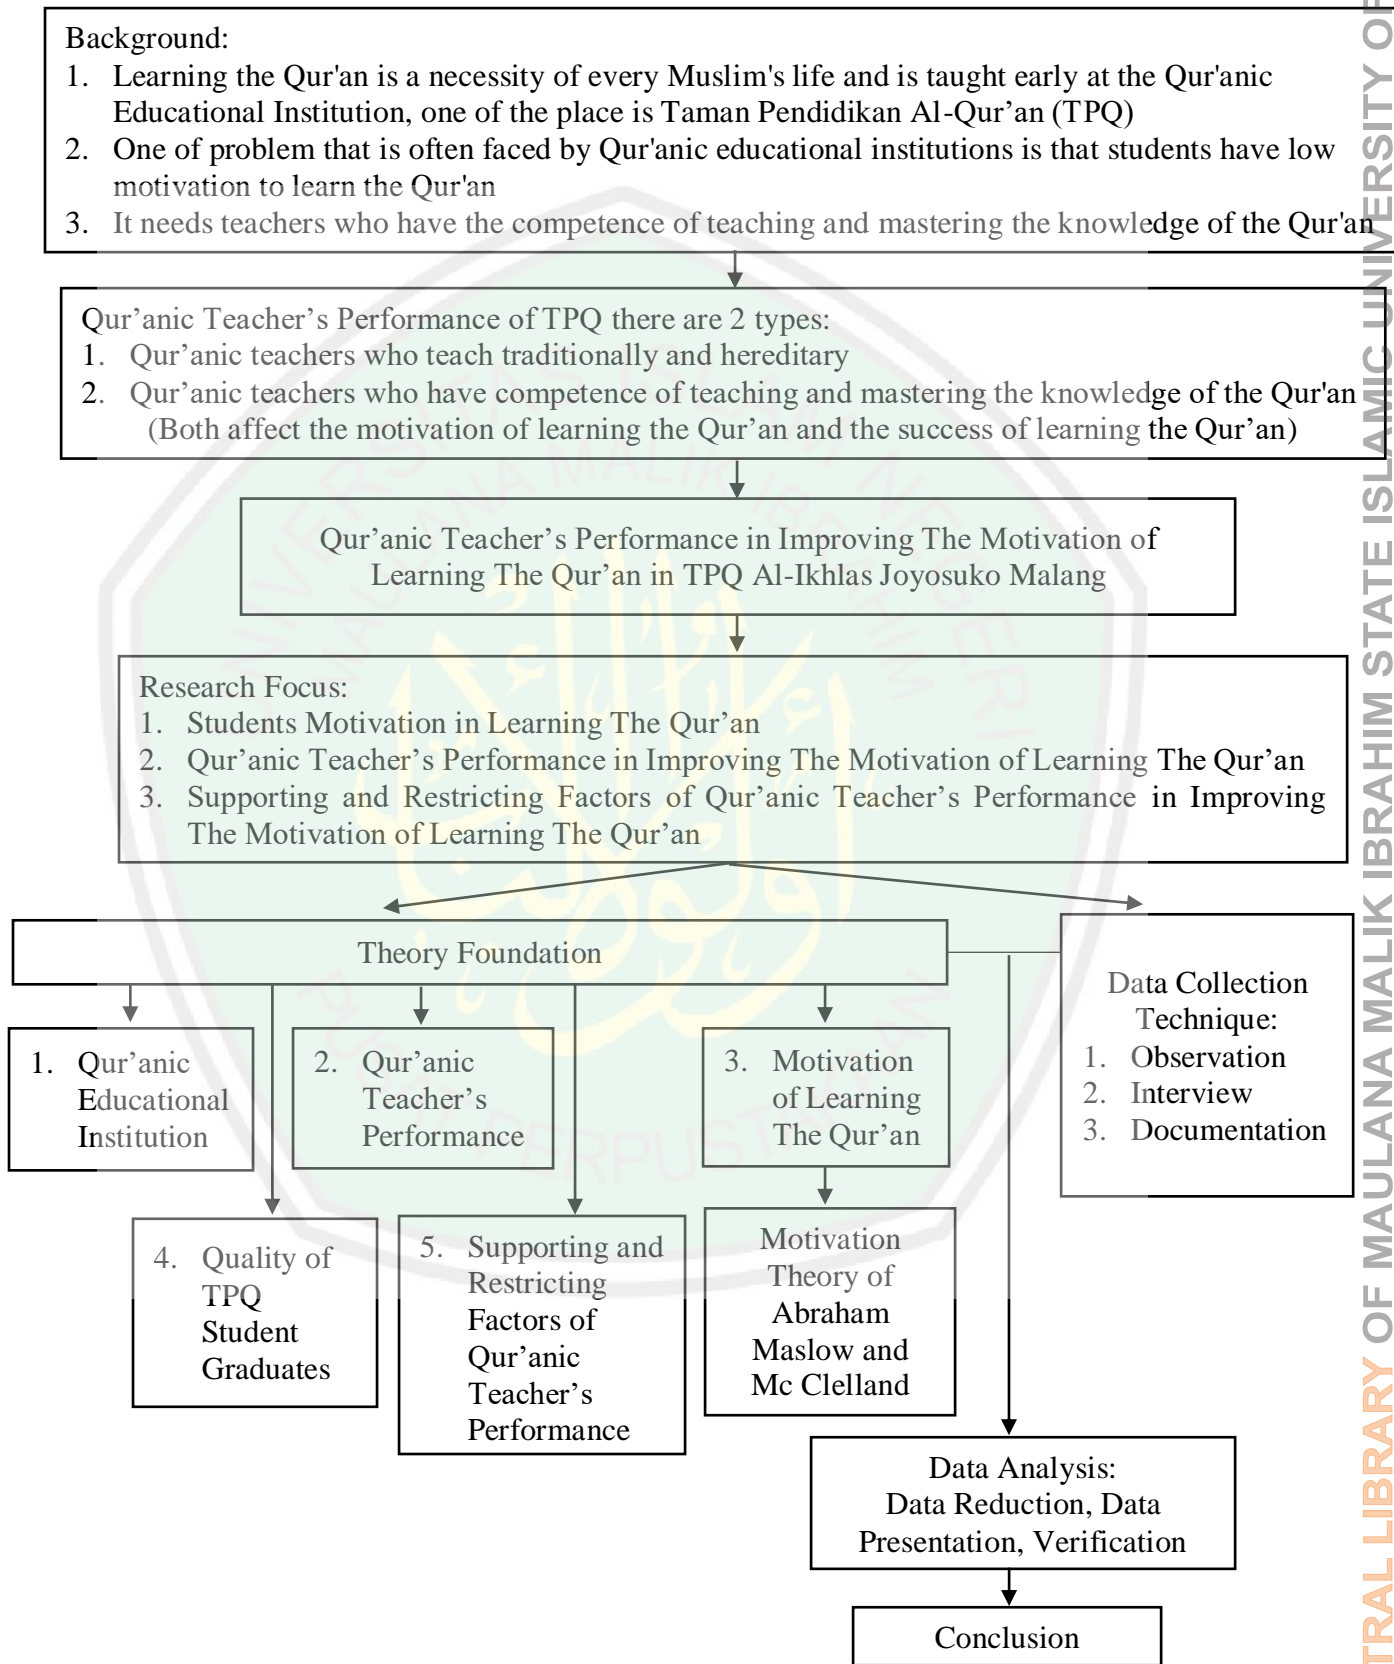 Background:
1. Learning the Qur'an is a necessity of every Muslim's life and is taught early at the Qur'anic
Educational Institution, one of the place is Taman Pendidikan Al-Qur’an (TPQ)
2. One of problem that is often faced by Qur'anic educational institutions is that students have low
motivation to learn the Qur'an
3. It needs teachers who have the competence of teaching and mastering the knowledge of the Qur'an
Qur’anic Teacher’s Performance of TPQ there are 2 types:
1. Qur’anic teachers who teach traditionally and hereditary
2. Qur’anic teachers who have competence of teaching and mastering the knowledge of the Qur'an
(Both affect the motivation of learning the Qur’an and the success of learning the Qur’an)
Qur’anic Teacher’s Performance in Improving The Motivation of
Learning The Qur’an in TPQ Al-Ikhlas Joyosuko Malang
Research Focus:
1. Students Motivation in Learning The Qur’an
2. Qur’anic Teacher’s Performance in Improving The Motivation of Learning The Qur’an
3. Supporting and Restricting Factors of Qur’anic Teacher’s Performance in Improving
The Motivation of Learning The Qur’an
Theory Foundation
Data Collection
Technique:
1. Observation
2. Interview
3. Documentation
1. Qur’anic
Educational
Institution
2. Qur’anic
Teacher’s
Performance
3. Motivation
of Learning
The Qur’an
4. Quality of
TPQ
Student
Graduates
5. Supporting and
Restricting
Factors of
Qur’anic
Teacher’s
Performance
Motivation
Theory of
Abraham
Maslow and
Mc Clelland
Data Analysis:
Data Reduction, Data
Presentation, Verification
Conclusion
UNIVERSITAS ISLAM NEGERI
MAULANA MALIK IBRAHIM
PUSAT PERPUSTAKAAN
TRAL LIBRARY OF MAULANA MALIK IBRAHIM STATE ISLAMIC UNIVERSITY OF